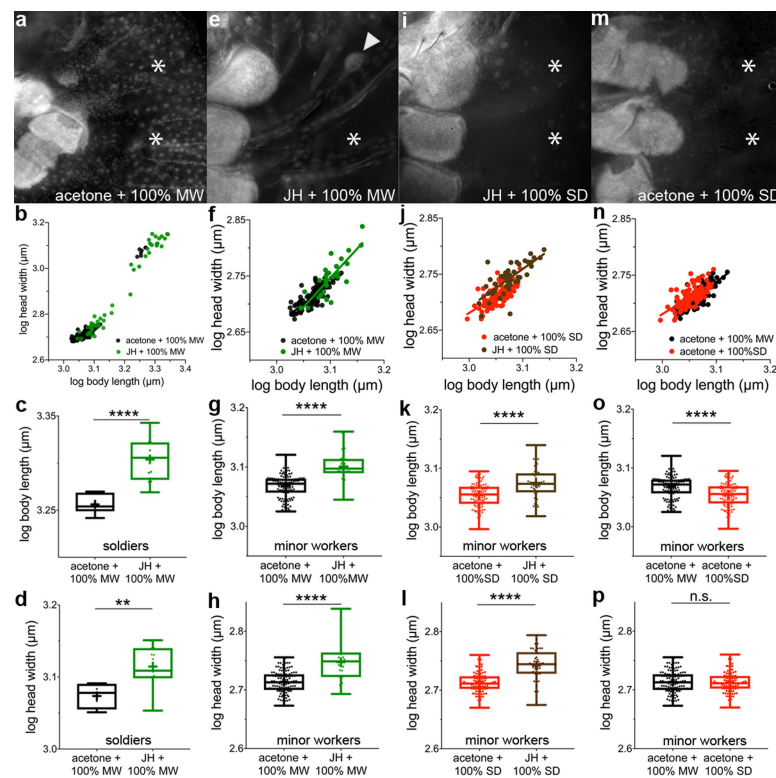 a
acetone + 100% MW
e
JH + 100% MW
i
JH + 100% SD
m
acetone + 100% SD
b
log head width (µm)
3.2
3.0
2.8
2.6
3.0
3.1
3.2
3.3
3.4
acetone + 100% MW
JH + 100% MW
log body length (µm)
f
log head width (µm)
2.85
2.75
2.65
3.0
3.1
3.2
acetone + 100% MW
JH + 100% MW
log body length (µm)
j
log head width (µm)
2.85
2.75
2.65
3.0
3.1
3.2
acetone + 100% SD
JH + 100% SD
log body length (µm)
n
log head width (µm)
2.85
2.75
2.65
3.0
3.1
3.2
acetone + 100% MW
acetone + 100%SD
log body length (µm)
c
log body length (µm)
3.35
3.25
****
soldiers
acetone +
100% MW
JH +
100% MW
g
log body length (µm)
3.2
3.1
3.0
****
minor workers
acetone +
100% MW
JH +
100%MW
k
log body length (µm)
3.2
3.1
3.0
****
minor workers
acetone +
100%SD
JH +
100% SD
o
log body length (µm)
3.2
3.1
3.0
****
minor workers
acetone +
100% MW
acetone +
100%SD
d
log head width (µm)
3.2
3.1
3.0
**
soldiers
acetone +
100% MW
JH +
100% MW
h
log head width (µm)
2.8
2.7
2.6
****
minor workers
acetone +
100% MW
JH +
100% MW
l
log head width (µm)
2.8
2.7
2.6
****
minor workers
acetone +
100% SD
JH +
100% SD
p
log head width (µm)
2.8
2.7
2.6
n.s.
minor workers
acetone +
100% MW
acetone +
100% SD